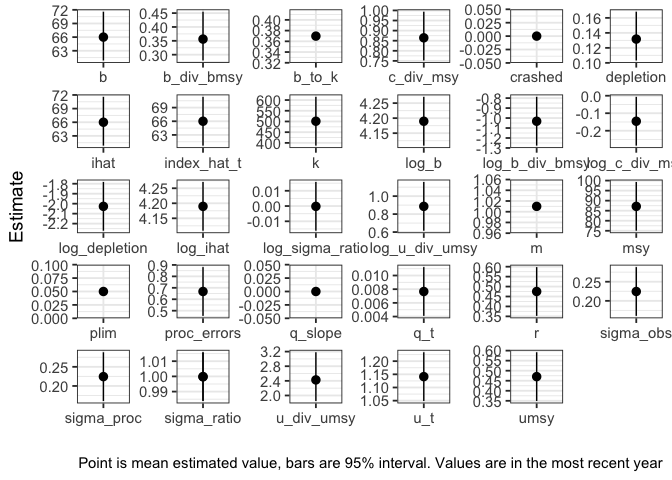 Estimate
72 69 66 63
0.45 0.40 0.35 0.30
0.40 0.38 0.36 0.34 0.32
1.00 0.95 0.90 0.85 0.80 0.75
0.050 0.025 0.000 -0.025 -0.050
0.16 0.14 0.12 0.10
b b_div_bmsy b_to_k c_div_msy crashed depletion
72 69 66 63
69 66 63
600 550 500 450 400
4.25 4.20 4.15
-0.8 -0.9 -1.0 -1.1 -1.2 -1.3
0.0 -0.1 -0.2
ihat index_hat_t k log_b log_b_div_bmsy log_c_div_ms
-1.8 -1.9 -2.0 -2.1 -2.2
4.25 4.20 4.15
0.01 0.00 -0.01
1.0 0.8 0.6
1.06 1.04 1.02 1.00 0.98 0.96
100 95 90 85 80 75
log_depletion log_ihat log_sigma_ratio log_u_div_umsy m msy
0.100 0.075 0.050 0.025 0.000
0.9 0.8 0.7 0.6 0.5
0.050 0.025 0.000 -0.025 -0.050
0.010 0.008 0.006 0.004
0.60 0.55 0.50 0.45 0.40 0.35
0.25 0.20
plim proc_errors q_slope q_t r sigma_obs
0.25 0.20
1.01 1.00 0.99
3.2 2.8 2.4 2.0
1.20 1.15 1.10 1.05
0.60 0.55 0.50 0.45 0.40 0.35
sigma_proc sigma_ratio u_div_umsy u_t umsy
Point is mean estimated value, bars are 95% interval. Values are in the most recent year